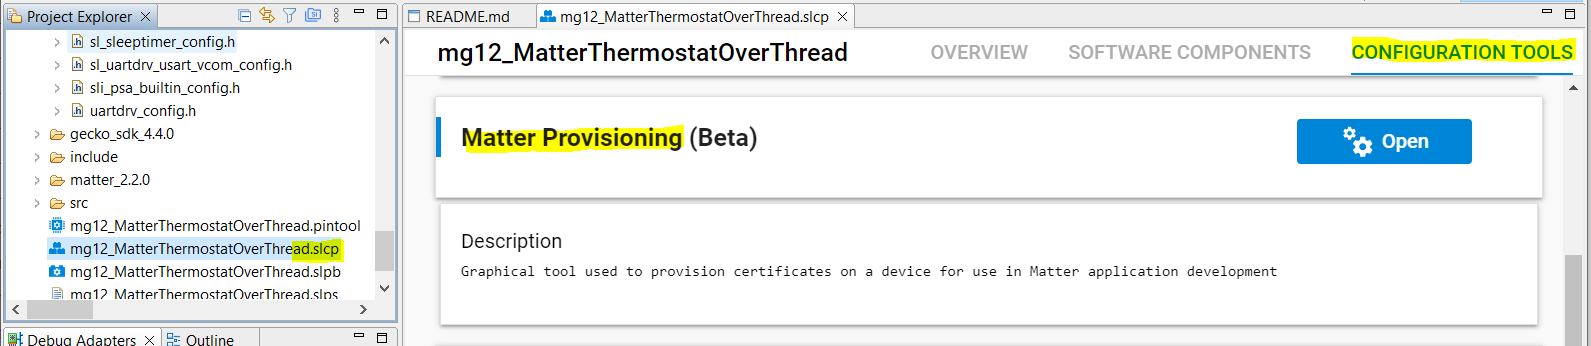 Project Explorer
sl_sleeptimer_config.h
sl_uartdrv_usart_vcom_config.h
sli_psa_builtin_config.h
uartdrv_config.h
gecko_sdk_4.4.0
include
matter_2.2.0
src
mg12_MatterThermostatOverThread.pintool
mg12_MatterThermostatOverThread.slcp
mg12_MatterThermostatOverThread.slpb
mg12_MatterThermostatOverThread.slps
Debug Adapters
Outline
README.md
mg12_MatterThermostatOverThread.slcp
mg12_MatterThermostatOverThread
OVERVIEW
SOFTWARE COMPONENTS
CONFIGURATION TOOLS
Matter Provisioning (Beta)
Open
Description
Graphical tool used to provision certificates on a device for use in Matter application development